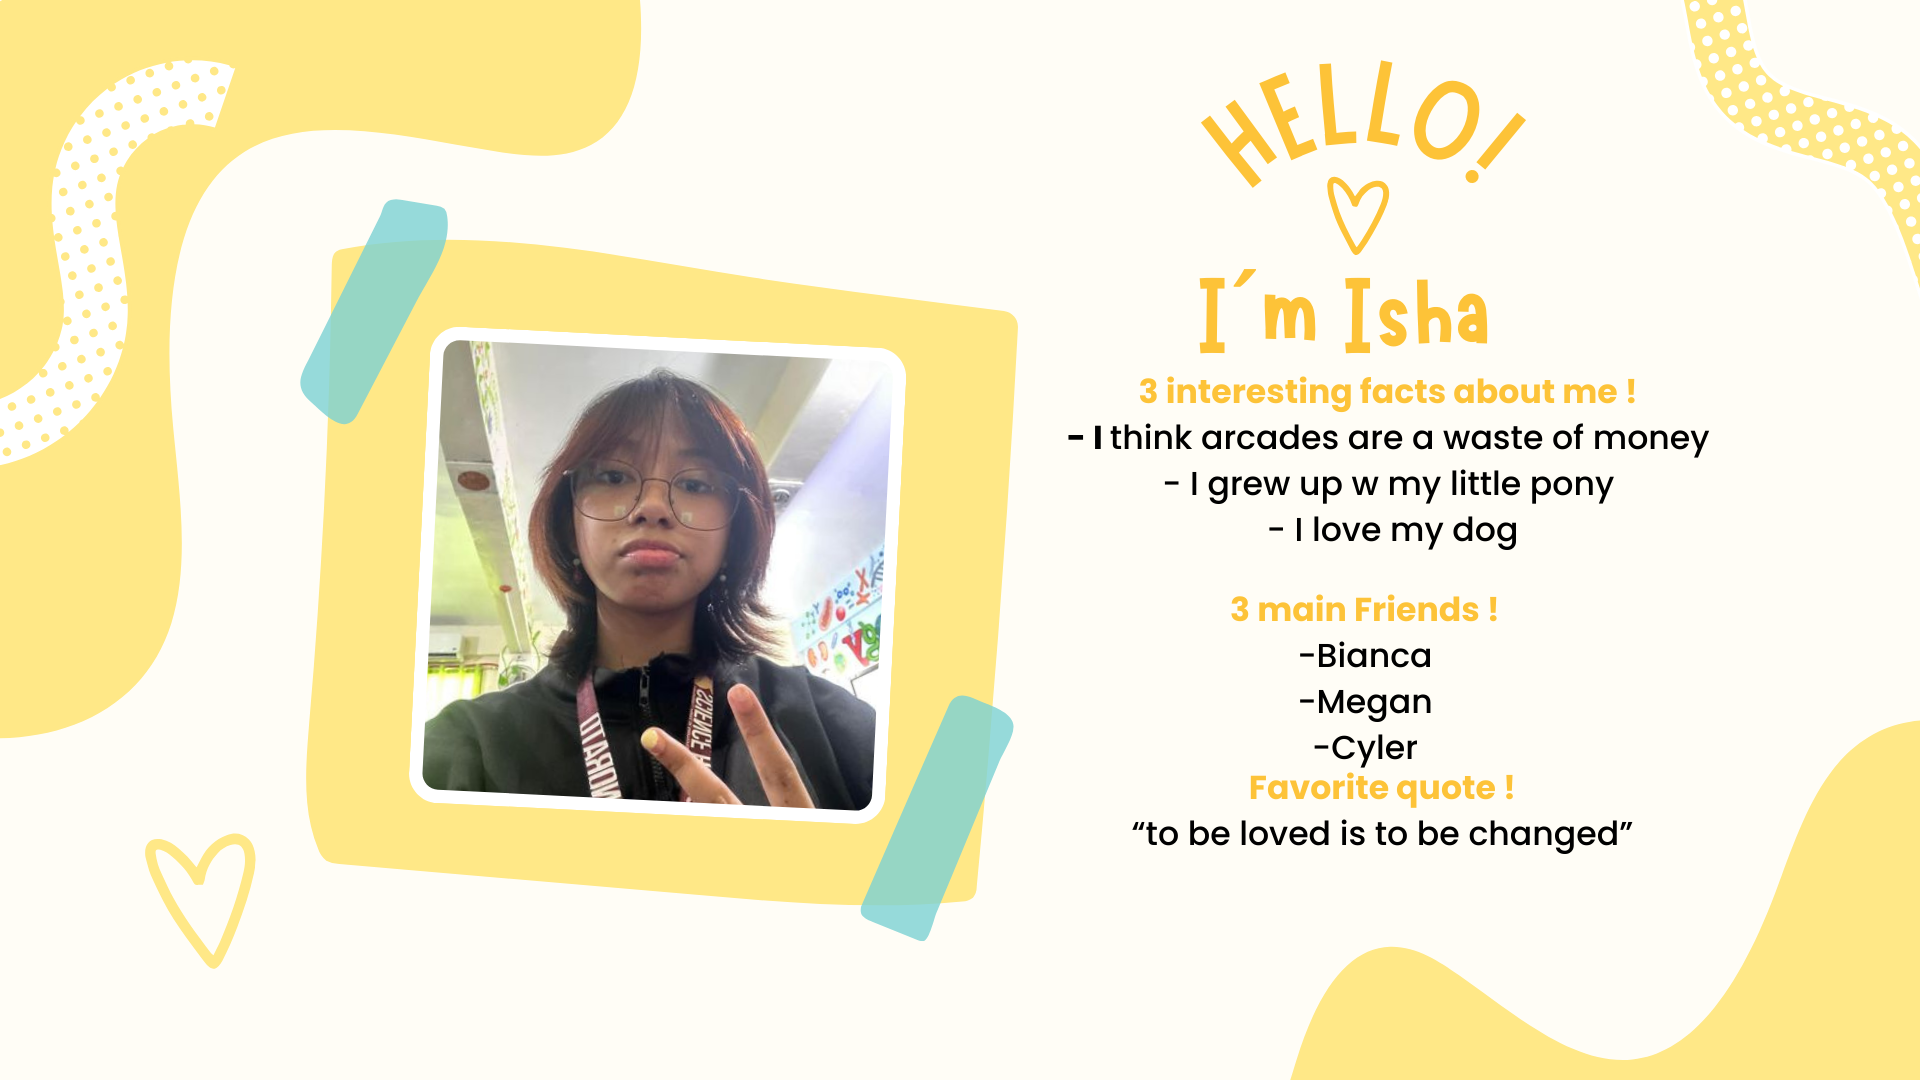 HELLO!
I´m Isha
3 interesting facts about me !
- I think arcades are a waste of money
- I grew up w my little pony
- I love my dog
3 main Friends !
-Bianca
-Megan
-Cyler
Favorite quote !
“to be loved is to be changed”
SCIENCE